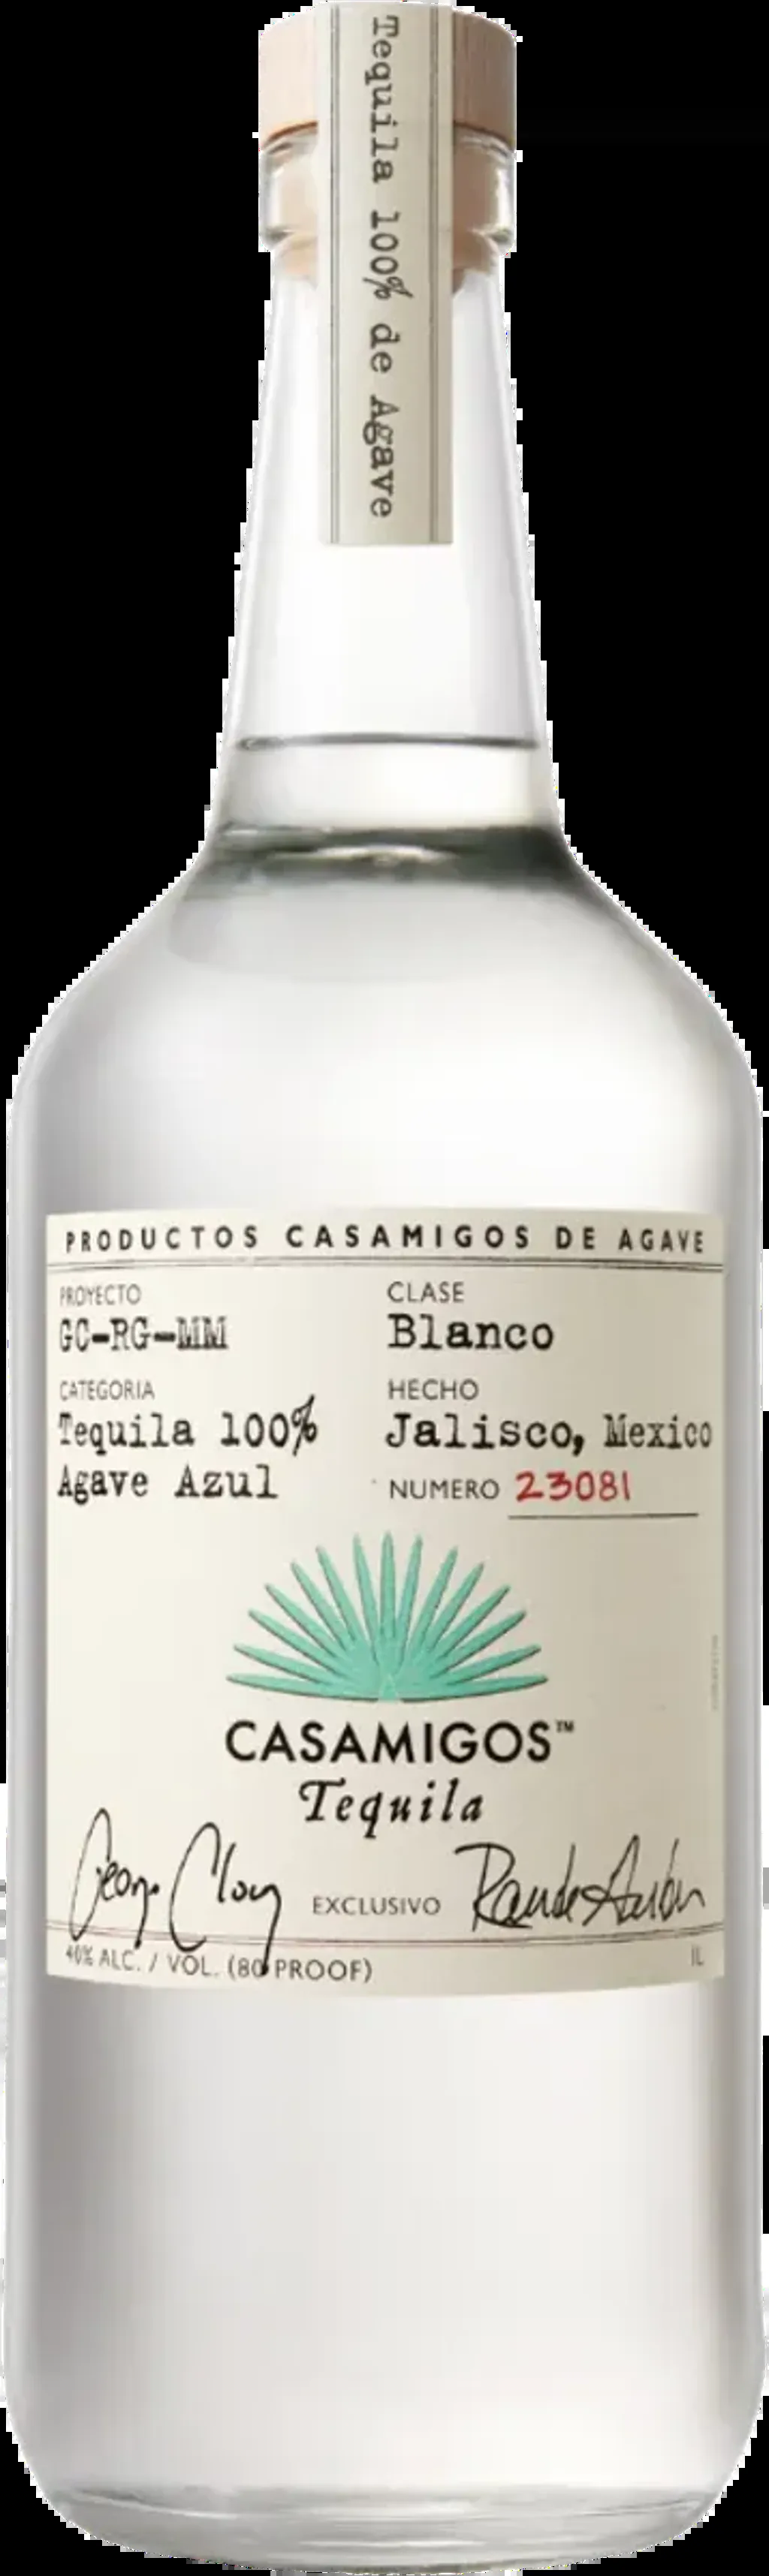 Tequila 100% de Agave
PRODUCTOS CASAMIGOS DE AGAVE
PROYECTO
GC-RG-MM
CLASE
Blanco
CATEGORIA
Tequila 100%
Agave Azul
HECHO
Jalisco, Mexico
NUMERO 23081
CASAMIGOS™
Tequila
EXCLUSIVO
40% ALC. / VOL. (80 PROOF)
1L